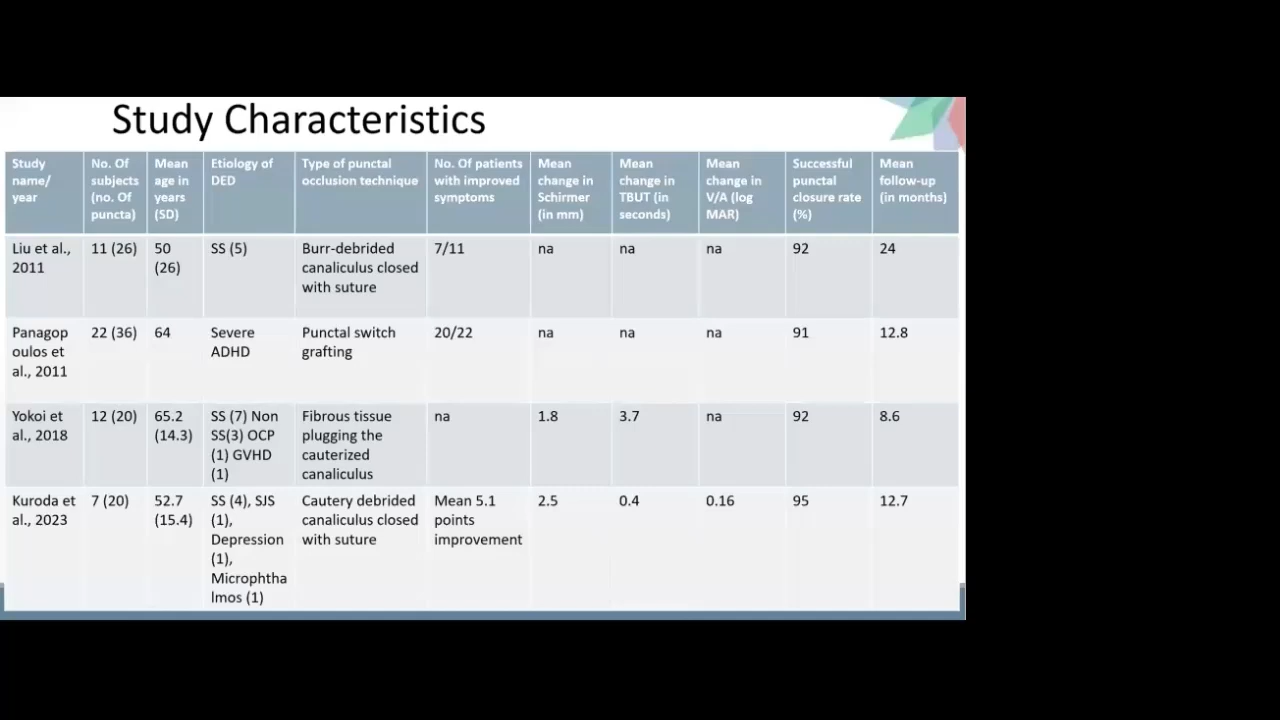 Study Characteristics
Study name/ year
No. Of subjects (no. Of puncta)
Mean age in years (SD)
Etiology of DED
Type of punctal occlusion technique
No. Of patients with improved symptoms
Mean change in Schirmer (in mm)
Mean change in TBUT (in seconds)
Mean change in V/A (log MAR)
Successful punctal closure rate (%)
Mean follow-up (in months)
Liu et al., 2011
11 (26)
50 (26)
SS (5)
Burr-debrided canaliculus closed with suture
7/11
na
na
na
92
24
Panagop oulos et al., 2011
22 (36)
64
Severe ADHD
Punctal switch grafting
20/22
na
na
na
91
12.8
Yokoi et al., 2018
12 (20)
65.2 (14.3)
SS (7) Non SS(3) OCP (1) GVHD (1)
Fibrous tissue plugging the cauterized canaliculus
na
1.8
3.7
na
92
8.6
Kuroda et al., 2023
7 (20)
52.7 (15.4)
SS (4), SJS (1), Depression (1), Microphtha lmos (1)
Cautery debrided canaliculus closed with suture
Mean 5.1 points improvement
2.5
0.4
0.16
95
12.7